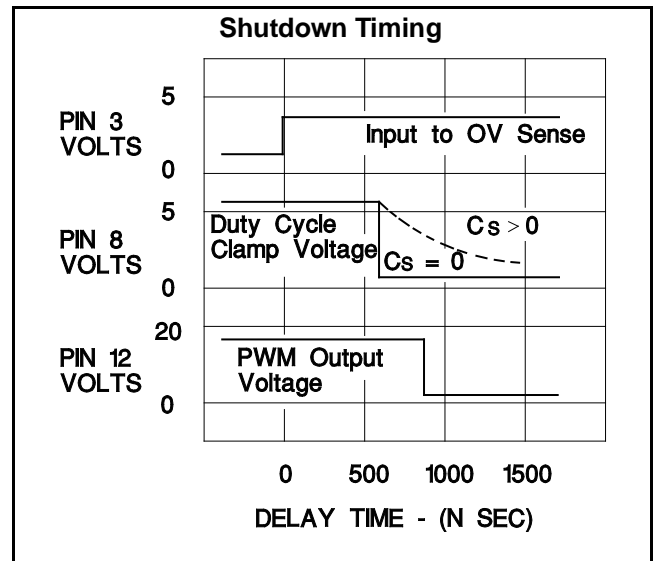 Shutdown Timing
5
PIN 3
VOLTS
0
Input to OV Sense
5
PIN 8
VOLTS
0
Duty Cycle
Clamp Voltage
Cs > 0
Cs = 0
20
PIN 12
VOLTS
0
PWM Output
Voltage
0 500 1000 1500
DELAY TIME - (N SEC)